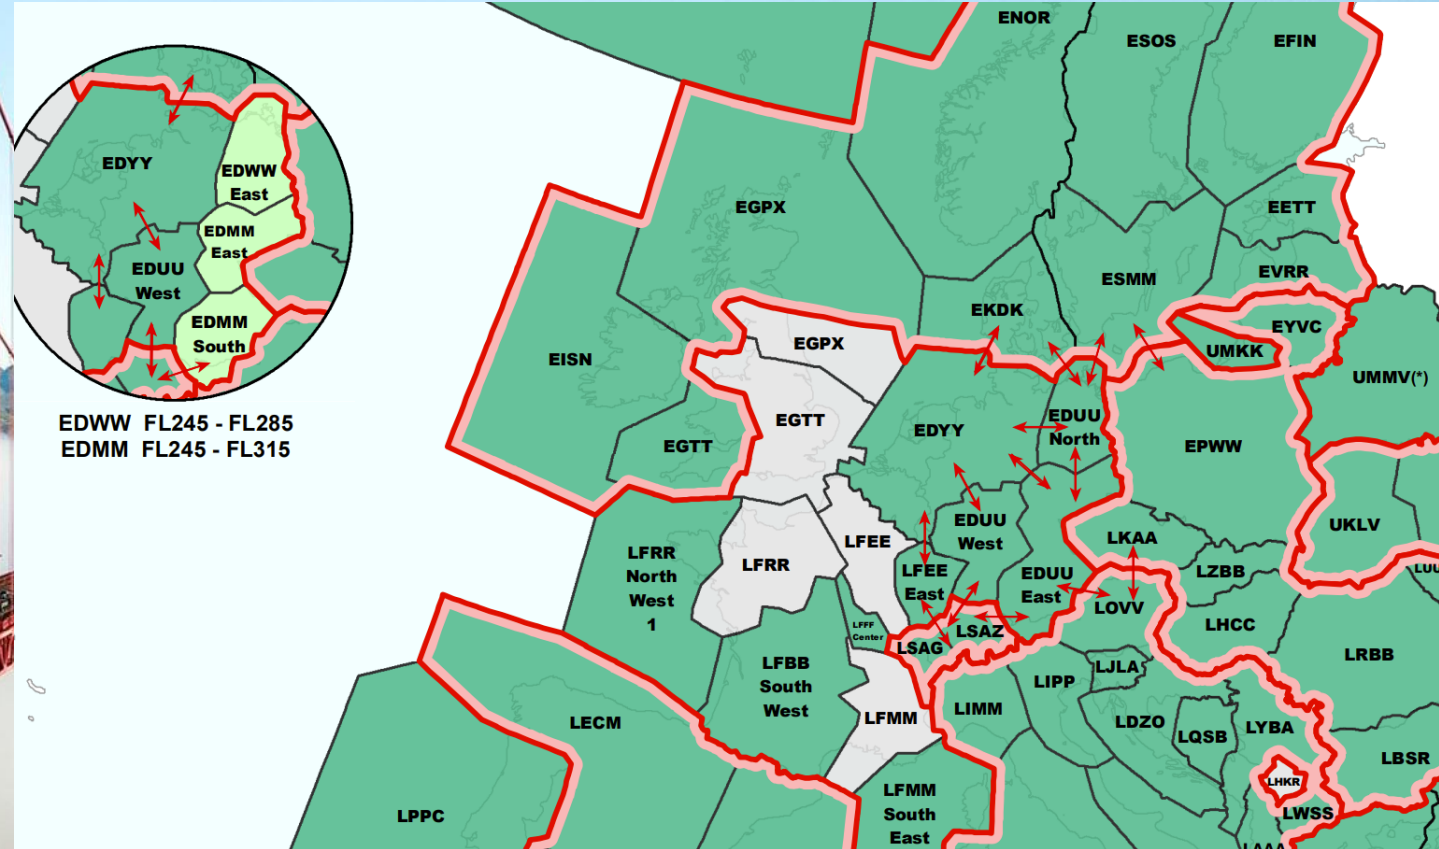 ENOR
ESOS
EFIN
EDYY
EDWW
East
EDMM
East
EDUU
West
EDMM
South
EDWW FL245 - FL285
EDMM FL245 - FL315
EGPX
EETT
EVRR
ESMM
EKDK
EYVC
EISN
EGPX
UMKK
UMMV(*)
EGTT
EDUU
North
EDYY
EGTT
EPWW
UKLV
EDUU
West
LFEE
LKAA
LFRR
North
West
1
LFRR
LFEE
East
EDUU
East
LZBB
LOVV
LFFF
Center
LSAZ
LSAG
LHCC
LRBB
LFBB
South
West
LJLA
LIPP
LECM
LFMM
LIMM
LDZO
LQSB
LYBA
LBSR
LHKR
LFMM
South
East
LPPC
LWSS